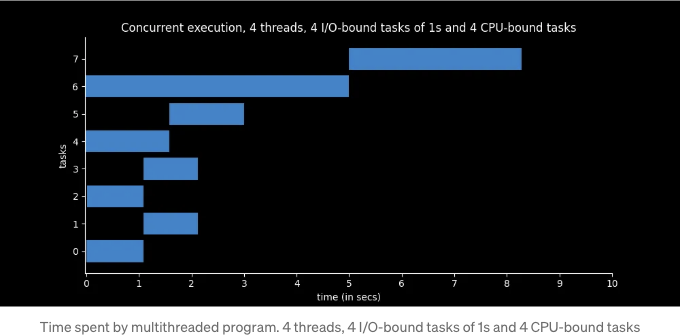 Concurrent execution, 4 threads, 4 I/O-bound tasks of 1s and 4 CPU-bound tasks
7
6
5
4
3
2
1
0
tasks
0 1 2 3 4 5 6 7 8 9 10
time (in secs)
Time spent by multithreaded program. 4 threads, 4 I/O-bound tasks of 1s and 4 CPU-bound tasks